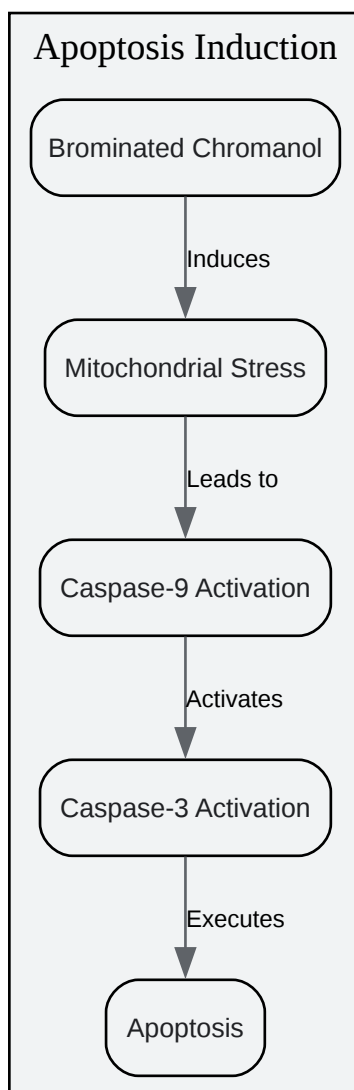 Apoptosis Induction
Brominated Chromanol
Induces
Mitochondrial Stress
Leads to
Caspase-9 Activation
Activates
Caspase-3 Activation
Executes
Apoptosis